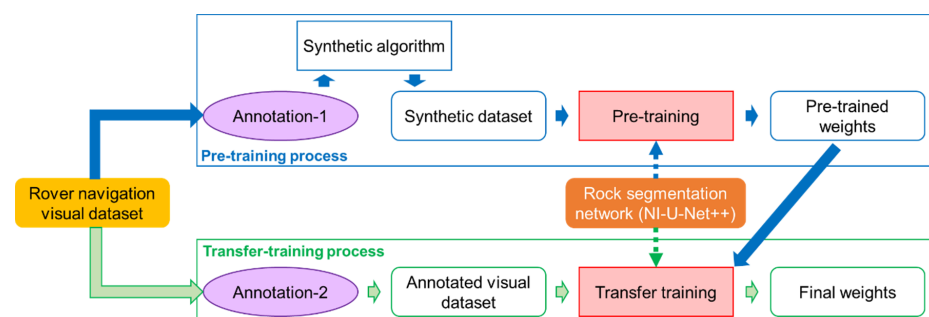 Synthetic algorithm
Annotation-1
Synthetic dataset
Pre-training
Pre-trained
weights
Pre-training process
Rover navigation
visual dataset
Rock segmentation
network (NI-U-Net++)
Transfer-training process
Annotation-2
Annotated visual
dataset
Transfer training
Final weights